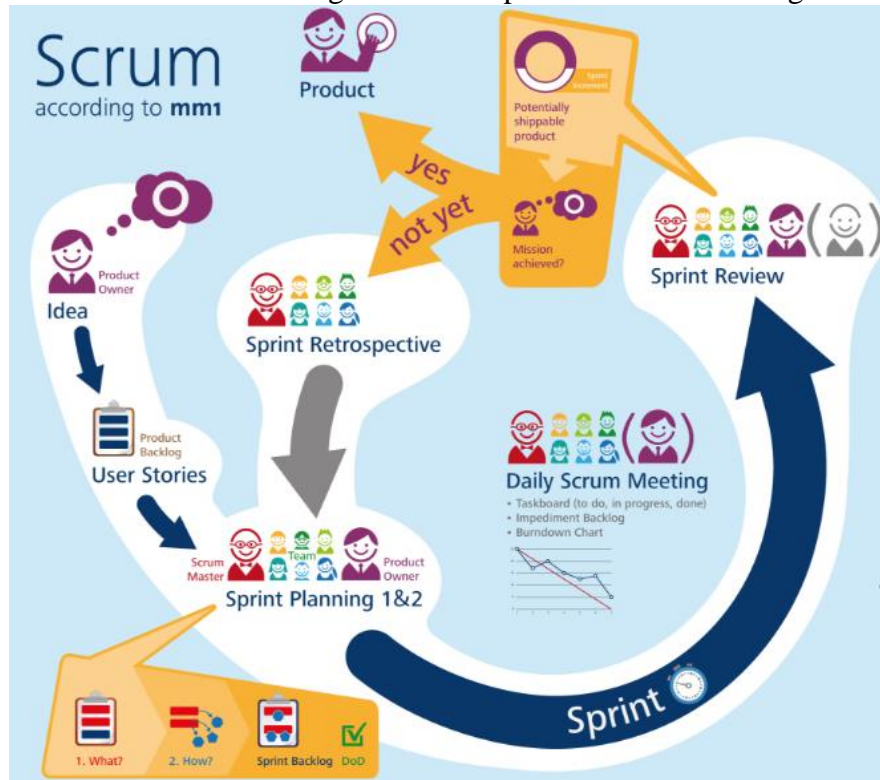 Scrum
according to mm1
Product
Sprint
Increment
Potentially
shippable
product
yes
not yet
Mission
achieved?
Product
Owner
Idea
Sprint Retrospective
Sprint Review
Product
Backlog
User Stories
Daily Scrum Meeting
• Taskboard (to do, in progress, done)
• Impediment Backlog
• Burndown Chart
Scrum
Master
Team
Product
Owner
Sprint Planning 1&2
Sprint
1. What?
2. How?
Sprint Backlog
DoD